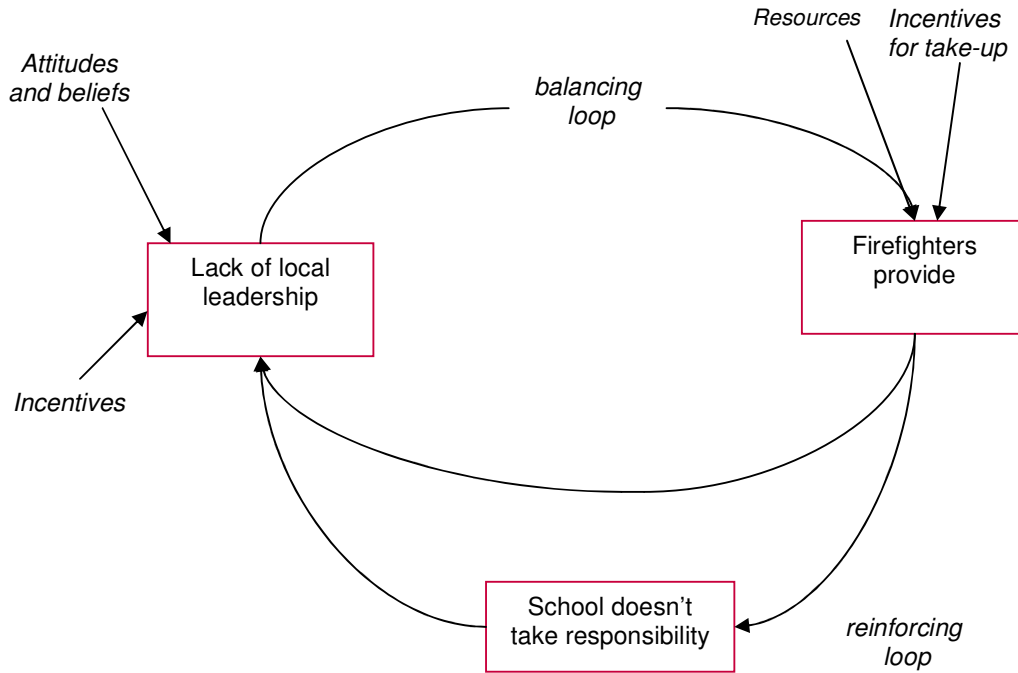 Resources
Incentives
for take-up
Attitudes
and beliefs
balancing
loop
Lack of local
leadership
Firefighters
provide
Incentives
School doesn’t
take responsibility
reinforcing
loop